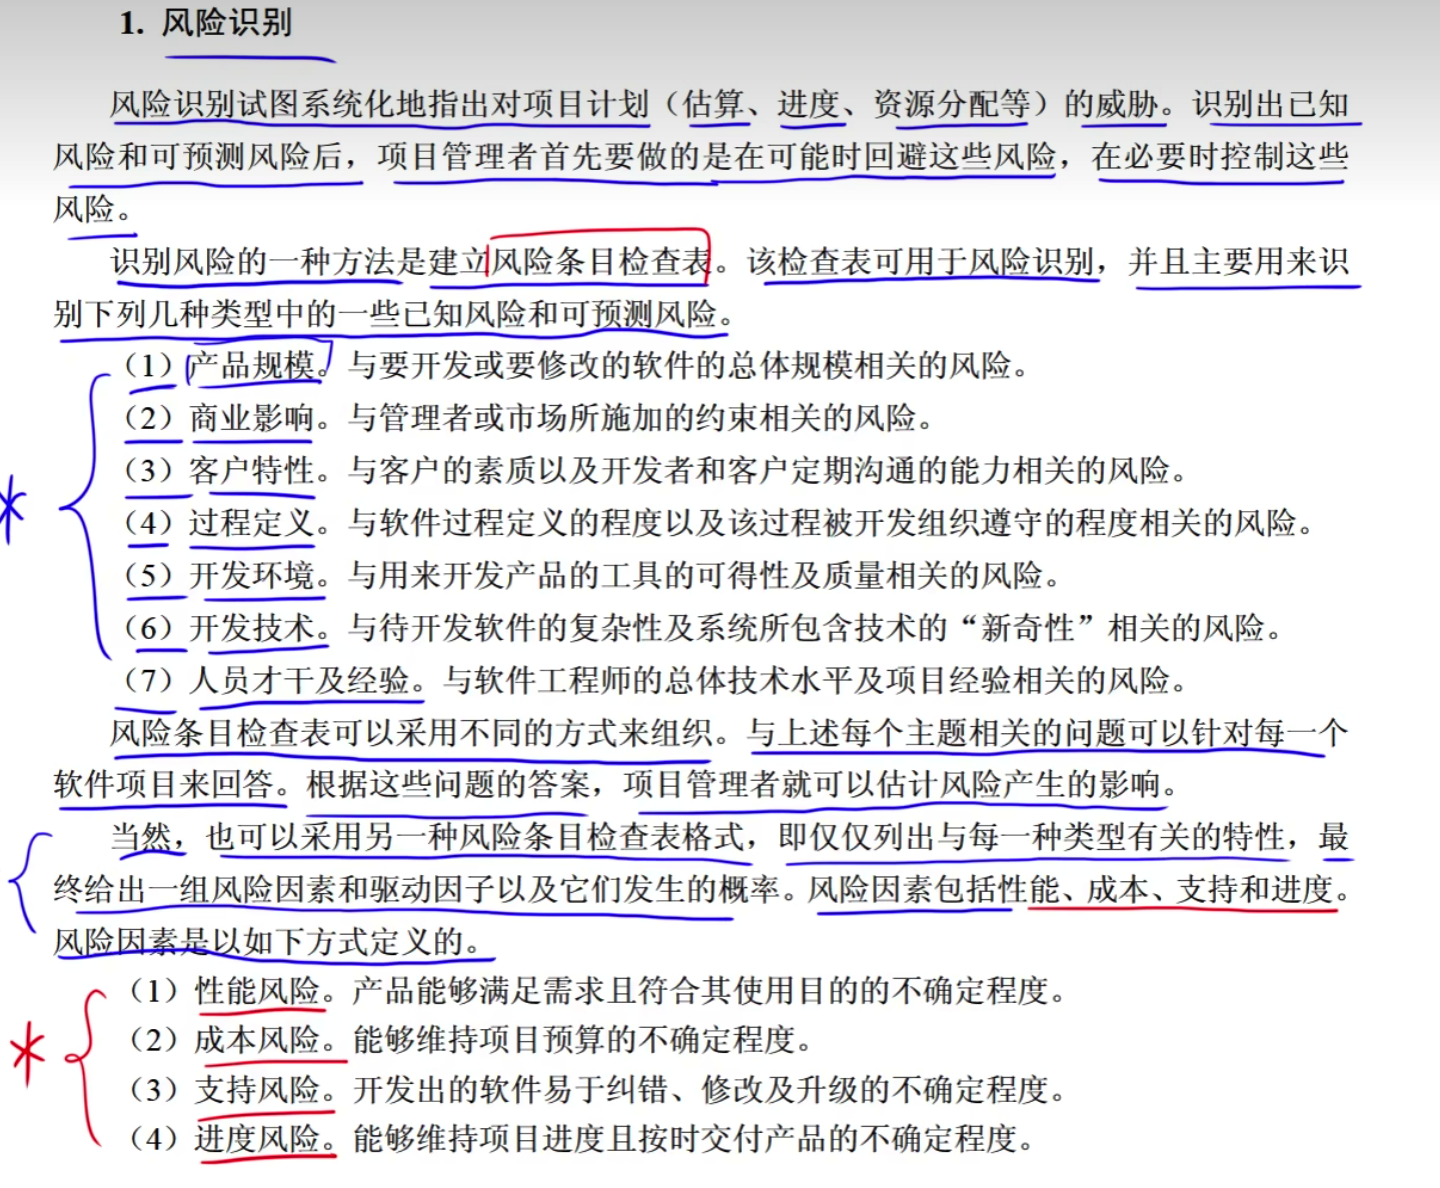 1. 风险识别
风险识别试图系统化地指出对项目计划（估算、进度、资源分配等）的威胁。识别出已知
风险和可预测风险后，项目管理者首先要做的是在可能时回避这些风险，在必要时控制这些
风险。
识别风险的一种方法是建立风险条目检查表。该检查表可用于风险识别，并且主要用来识
别下列几种类型中的一些已知风险和可预测风险。
（1）产品规模。与要开发或要修改的软件的总体规模相关的风险。
（2）商业影响。与管理者或市场所施加的约束相关的风险。
（3）客户特性。与客户的素质以及开发者和客户定期沟通的能力相关的风险。
（4）过程定义。与软件过程定义的程度以及该过程被开发组织遵守的程度相关的风险。
（5）开发环境。与用来开发产品的工具的可得性及质量相关的风险。
（6）开发技术。与待开发软件的复杂性及系统所包含技术的“新奇性”相关的风险。
（7）人员才干及经验。与软件工程师的总体技术水平及项目经验相关的风险。
风险条目检查表可以采用不同的方式来组织。与上述每个主题相关的问题可以针对每一个
软件项目来回答。根据这些问题的答案，项目管理者就可以估计风险产生的影响。
当然，也可以采用另一种风险条目检查表格式，即仅仅列出与每一种类型有关的特性，最
终给出一组风险因素和驱动因子以及它们发生的概率。风险因素包括性能、成本、支持和进度。
风险因素是以如下方式定义的。
（1）性能风险。产品能够满足需求且符合其使用目的的不确定程度。
（2）成本风险。能够维持项目预算的不确定程度。
（3）支持风险。开发出的软件易于纠错、修改及升级的不确定程度。
（4）进度风险。能够维持项目进度且按时交付产品的不确定程度。